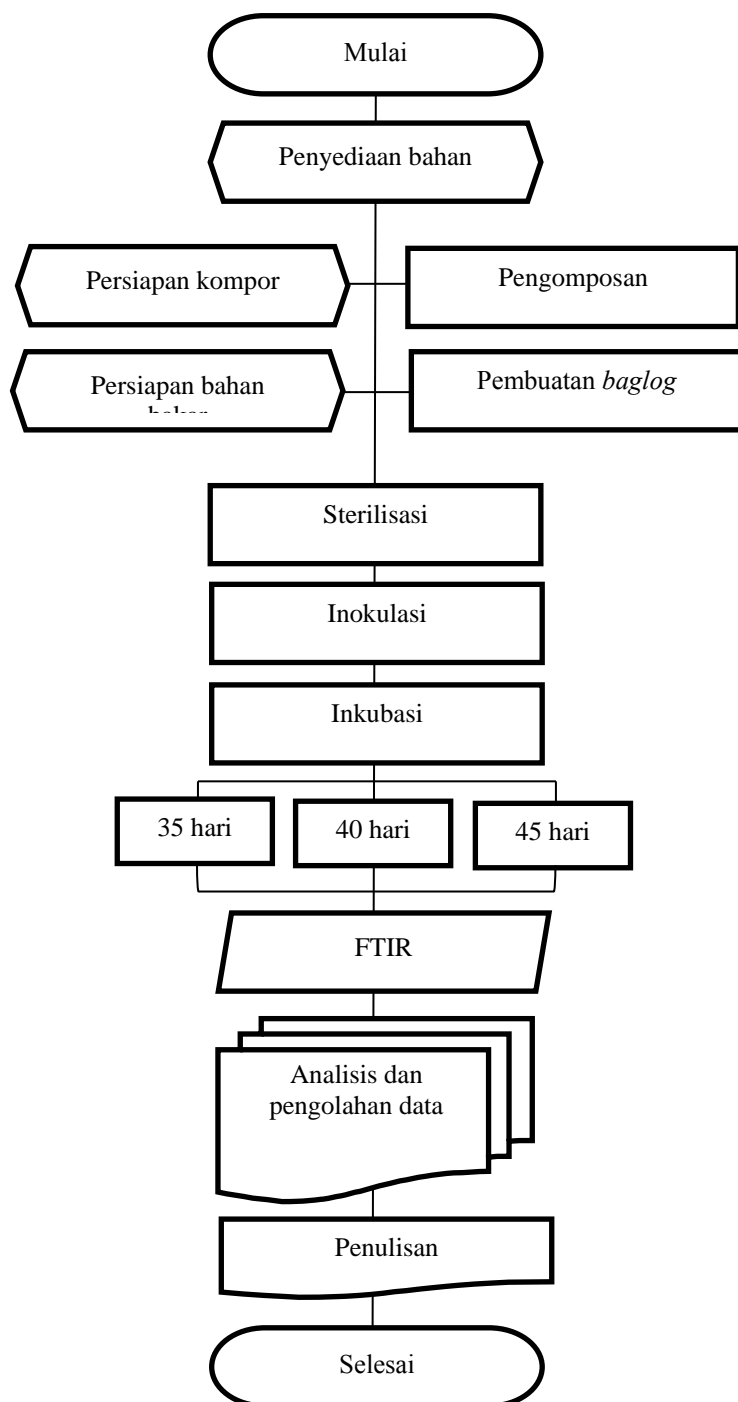 Mulai
Penyediaan bahan
Persiapan kompor
Pengomposan
Persiapan bahan
Pembuatan baglog
Sterilisasi
Inokulasi
Inkubasi
35 hari
40 hari
45 hari
FTIR
Analisis dan
pengolahan data
Penulisan
Selesai